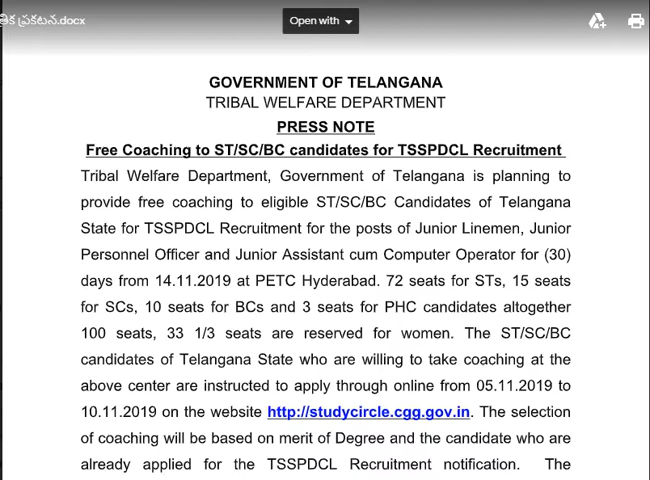 తిక ప్రకటన.docx
Open with
GOVERNMENT OF TELANGANA
TRIBAL WELFARE DEPARTMENT
PRESS NOTE
Free Coaching to ST/SC/BC candidates for TSSPDCL Recruitment
Tribal Welfare Department, Government of Telangana is planning to
provide free coaching to eligible ST/SC/BC Candidates of Telangana
State for TSSPDCL Recruitment for the posts of Junior Linemen, Junior
Personnel Officer and Junior Assistant cum Computer Operator for (30)
days from 14.11.2019 at PETC Hyderabad. 72 seats for STs, 15 seats
for SCs, 10 seats for BCs and 3 seats for PHC candidates altogether
100 seats, 33 1/3 seats are reserved for women. The ST/SC/BC
candidates of Telangana State who are willing to take coaching at the
above center are instructed to apply through online from 05.11.2019 to
10.11.2019 on the website http://studycircle.cgg.gov.in. The selection
of coaching will be based on merit of Degree and the candidate who are
already applied for the TSSPDCL Recruitment notification. The